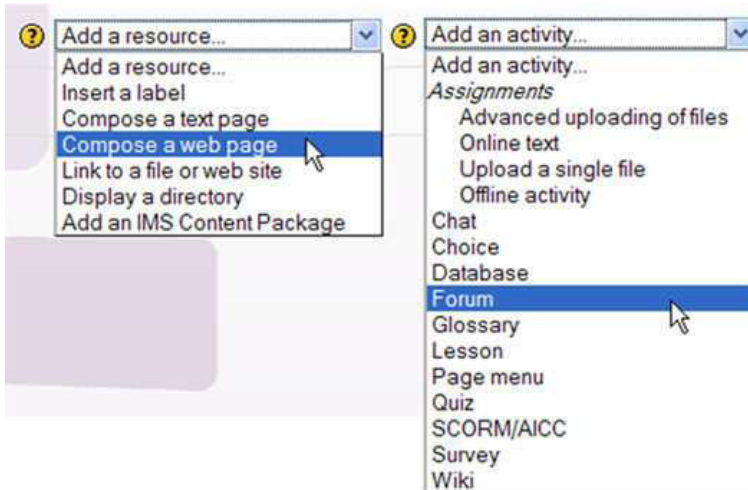 Add a resource...
Add a resource...
Insert a label
Compose a text page
Compose a web page
Link to a file or web site
Display a directory
Add an IMS Content Package
Add an activity...
Add an activity...
Assignments
Advanced uploading of files
Online text
Upload a single file
Offline activity
Chat
Choice
Database
Forum
Glossary
Lesson
Page menu
Quiz
SCORM/AICC
Survey
Wiki